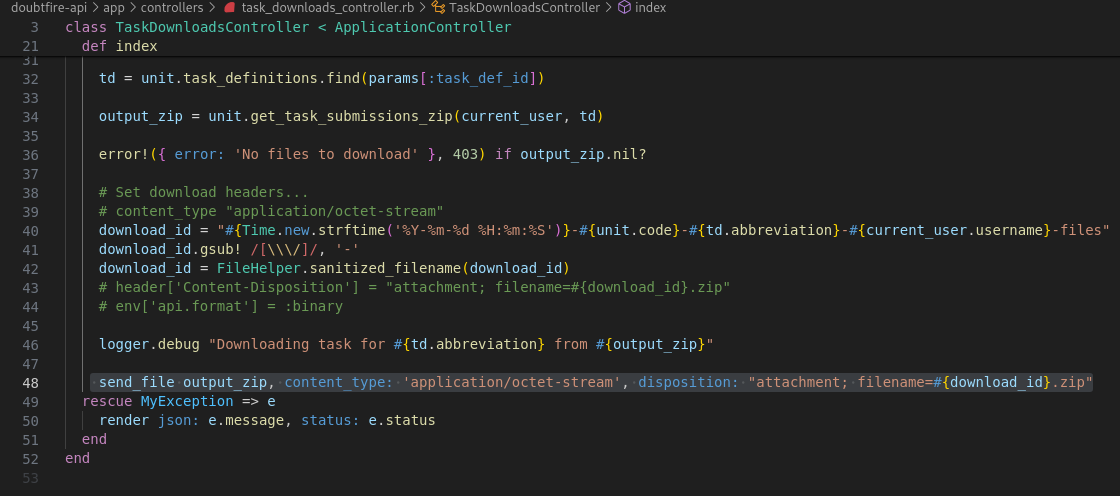 doubtfire-api > app > controllers > task_downloads_controller.rb > TaskDownloadsController > index
3 class TaskDownloadsController < ApplicationController
21 def index
31
32 td = unit.task_definitions.find(params[:task_def_id])
33
34 output_zip = unit.get_task_submissions_zip(current_user, td)
35
36 error!({ error: 'No files to download' }, 403) if output_zip.nil?
37
38 # Set download headers...
39 # content_type "application/octet-stream"
40 download_id = "#{Time.new.strftime('%Y-%m-%d %H:%m:%S')}-#{unit.code}-#{td.abbreviation}-#{current_user.username}-files"
41 download_id.gsub! /[\\\/]/, '-'
42 download_id = FileHelper.sanitized_filename(download_id)
43 # header['Content-Disposition'] = "attachment; filename=#{download_id}.zip"
44 # env['api.format'] = :binary
45
46 logger.debug "Downloading task for #{td.abbreviation} from #{output_zip}"
47
48 send_file output_zip, content_type: 'application/octet-stream', disposition: "attachment; filename=#{download_id}.zip"
49 rescue MyException => e
50 render json: e.message, status: e.status
51 end
52 end
53